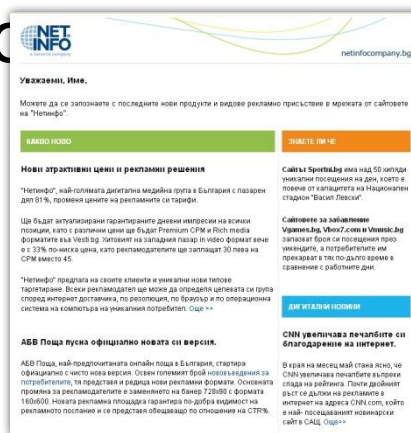 NET
INFO
netinfocompany.bg
Уважаеми, Име,
Можете да се запознаете с последните нови продукти и видове рекламно присъствие в мрежата от сайтовете
на "Нетинфо".
КАКВО НОВО
Нови атрактивни цени и рекламни решения
"Нетинфо", най-голямата дигитална медийна група в България с пазарен
дял 81%, променя цените на рекламните си тарифи.
Ще бъдат актуализирани гарантираните дневни импресии на всички
позиции, като с различни цени ще бъдат Premium CPM и Rich media
форматите във Vesti.bg. Хитовият на западния пазар in video формат вече
е с 33% по-ниска цена, като рекламодателите ще заплащат 30 лева на
CPM вместо 45.
"Нетинфо" предлага на своите клиенти и уникални нови типове
таргетиране. Всеки рекламодател ще може да определя целевата си група
според интернет доставчика, по резолюция, по браузър и по операционна
система на компютъра на уникалния потребител. Още >>
АБВ Поща пусна официално новата си версия.
АБВ Поща, най-предпочитаната онлайн поща в България, стартира
официално с чисто нова версия. Освен големият брой нововъведения за
потребителите, тя представя и редица нови рекламни формати. Основната
промяна за рекламодателите е заменянето на банер 728x90 с формата
160x600. Новата рекламна площадка гарантира по-добра видимост на
рекламното послание и се представя обещаващо по отношение на CTR%.
ЗНАЕТЕ ЛИ ЧЕ
Сайтът Sportni.bg има над 50 хиляди
уникални посещения на ден, което е
повече от капацитета на Национален
стадион "Васил Левски".
Сайтовете за забавление
Vgames.bg, Vbox7.com и Vmusic.bg
запазват броя си посещения през
уикендите, а потребителите им
прекарват в тях по-дълго време в
сравнение с работните дни.
ДИГИТАЛНИ НОВИНИ
CNN увеличава печалбите си
благодарение на интернет.
В края на месец май стана ясно, че
CNN увеличава печалбите въпреки
спада на рейтинга. Почти двойният
ръст се дължи на рекламите в
интернет на адреса CNN.com, който
е най- посещаваният новинарски
сайт в САЩ. Още>>